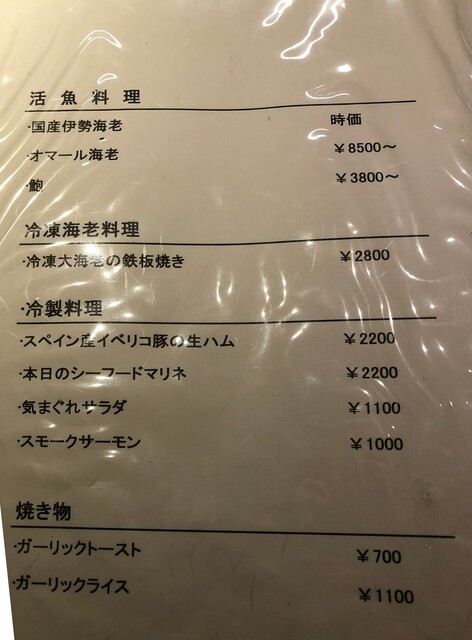 活魚料理
・国産伊勢海老 時価
・オマール海老 ￥8500～
・鮑 ￥3800～
冷凍海老料理
・冷凍大海老の鉄板焼き ￥2800
・冷製料理
・スペイン産イベリコ豚の生ハム ￥2200
・本日のシーフードマリネ ￥2200
・気まぐれサラダ ￥1100
・スモークサーモン ￥1000
焼き物
・ガーリックトースト ￥700
・ガーリックライス ￥1100